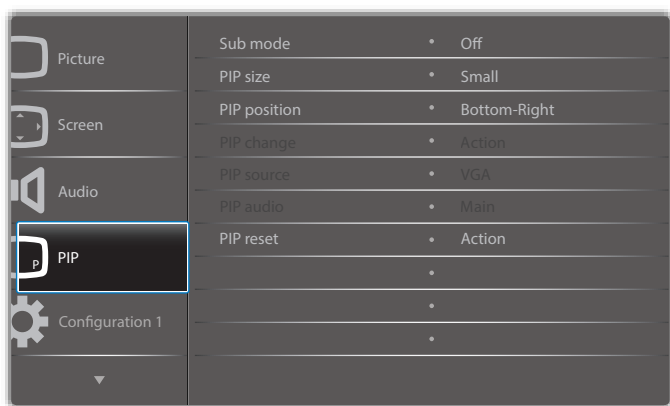 Picture
Screen
Audio
P PIP
Configuration 1
Sub mode • Off
PIP size • Small
PIP position • Bottom-Right
PIP change • Action
PIP source • VGA
PIP audio • Main
PIP reset • Action
•
•
•